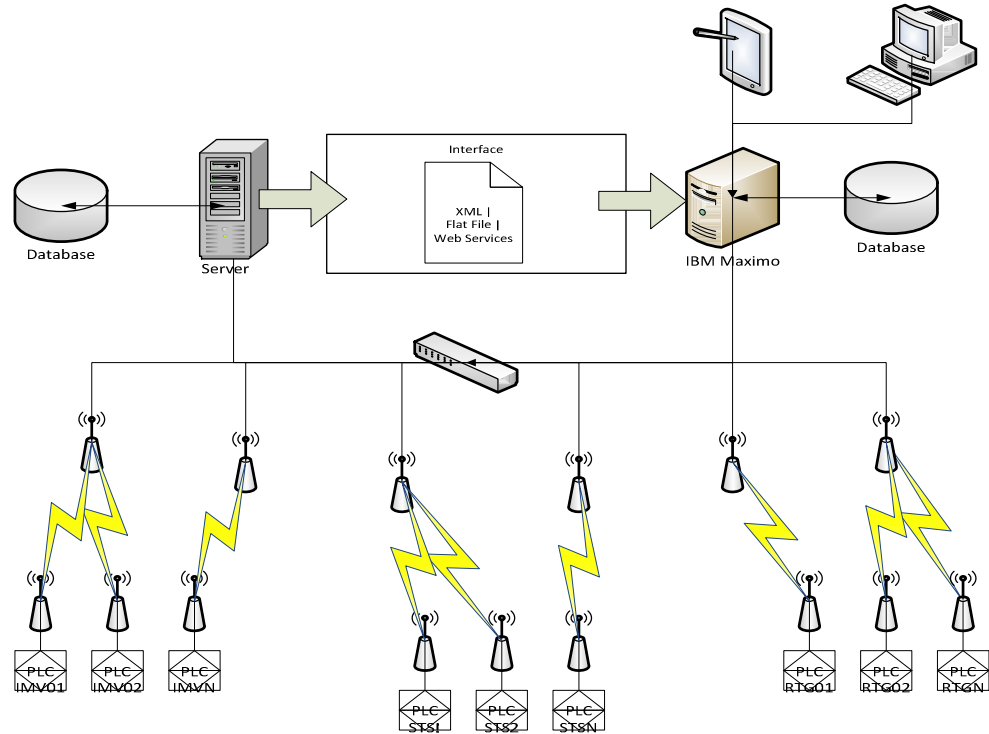 Interface
XML |
Flat File |
Web Services
Database
Server
IBM Maximo
Database
PLC
IMV01
PLC
IMV02
PLC
IMVN
PLC
RTG01
PLC
RTG02
PLC
RTGN
PLC
STS1
PLC
STS2
PLC
STSN